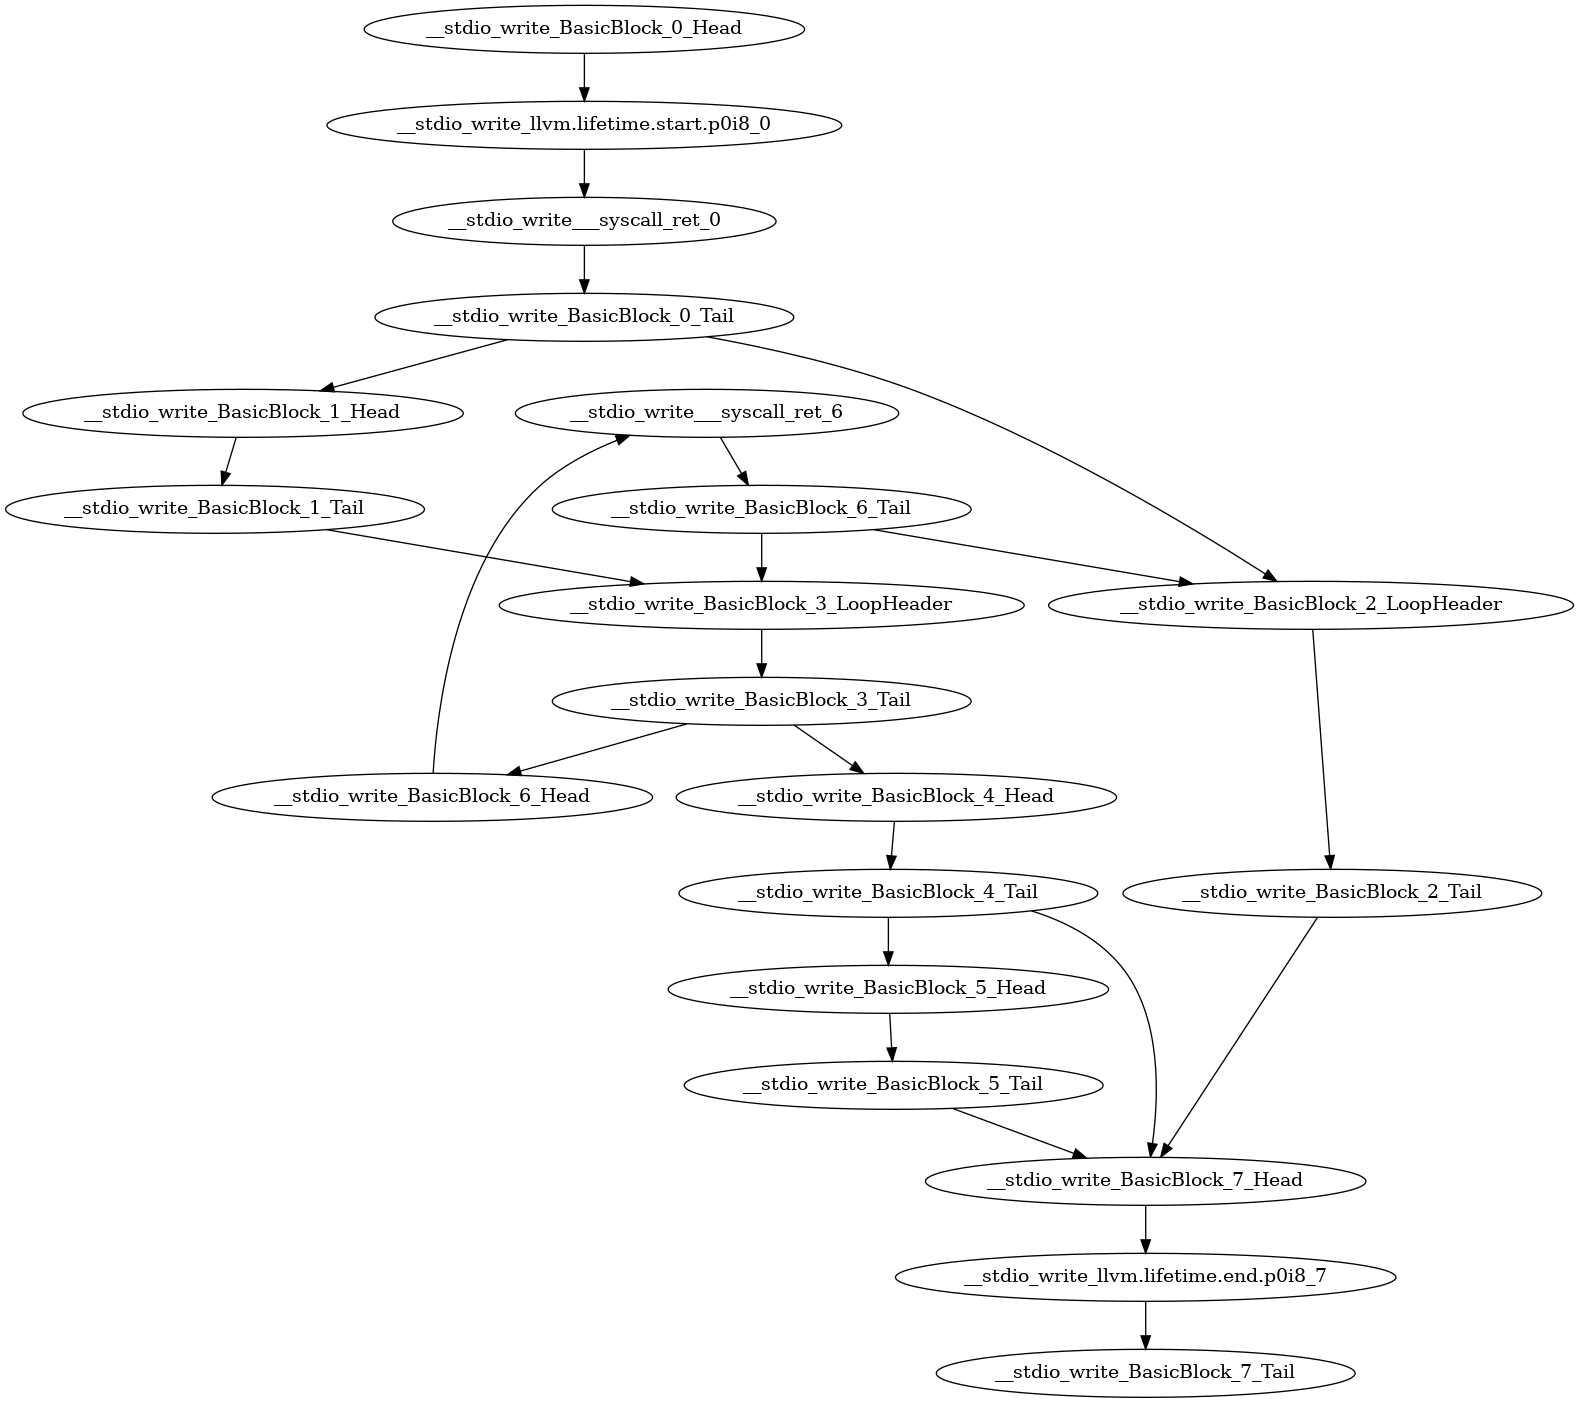 __stdio_write_BasicBlock_0_Head
__stdio_write_llvm.lifetime.start.p0i8_0
__stdio_write___syscall_ret_0
__stdio_write_BasicBlock_0_Tail
__stdio_write_BasicBlock_1_Head
__stdio_write___syscall_ret_6
__stdio_write_BasicBlock_1_Tail
__stdio_write_BasicBlock_6_Tail
__stdio_write_BasicBlock_3_LoopHeader
__stdio_write_BasicBlock_2_LoopHeader
__stdio_write_BasicBlock_3_Tail
__stdio_write_BasicBlock_6_Head
__stdio_write_BasicBlock_4_Head
__stdio_write_BasicBlock_4_Tail
__stdio_write_BasicBlock_2_Tail
__stdio_write_BasicBlock_5_Head
__stdio_write_BasicBlock_5_Tail
__stdio_write_BasicBlock_7_Head
__stdio_write_llvm.lifetime.end.p0i8_7
__stdio_write_BasicBlock_7_Tail